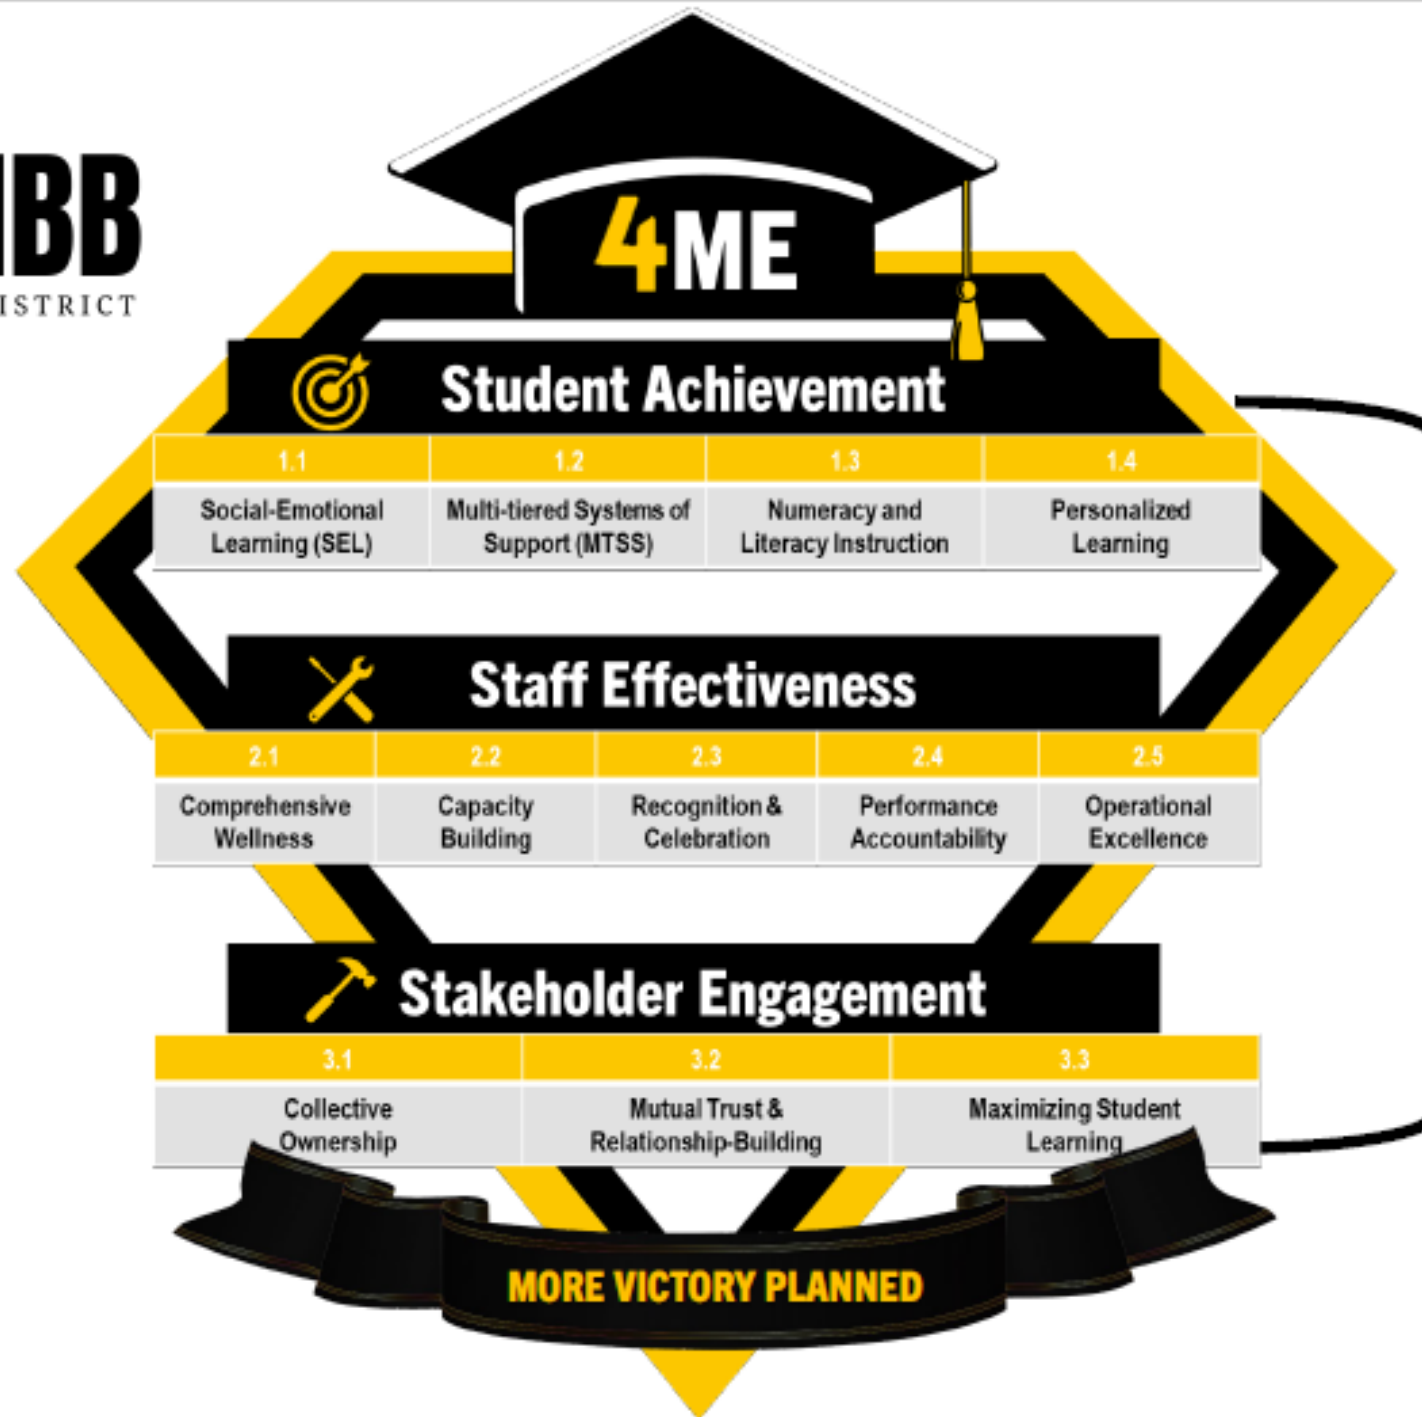 4ME
IBB
ISTRICT
Student Achievement
1.1 1.2 1.3 1.4
Social-Emotional Learning (SEL)
Multi-tiered Systems of Support (MTSS)
Numeracy and Literacy Instruction
Personalized Learning
Staff Effectiveness
2.1 2.2 2.3 2.4 2.5
Comprehensive Wellness
Capacity Building
Recognition & Celebration
Performance Accountability
Operational Excellence
Stakeholder Engagement
3.1 3.2 3.3
Collective Ownership
Mutual Trust & Relationship-Building
Maximizing Student Learning
MORE VICTORY PLANNED